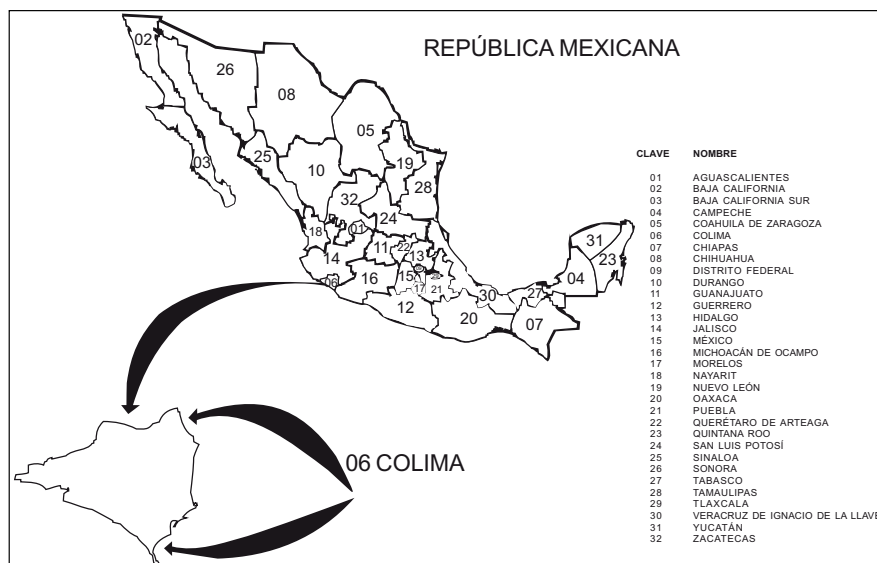 REPÚBLICA MEXICANA
02
26
08
05
03
25
10
19
28
32
24
18
01
14
11
22
13
06
16
15
17
21
12
30
20
27
07
04
31
23
06 COLIMA
CLAVE NOMBRE
01 AGUASCALIENTES
02 BAJA CALIFORNIA
03 BAJA CALIFORNIA SUR
04 CAMPECHE
05 COAHUILA DE ZARAGOZA
06 COLIMA
07 CHIAPAS
08 CHIHUAHUA
09 DISTRITO FEDERAL
10 DURANGO
11 GUANAJUATO
12 GUERRERO
13 HIDALGO
14 JALISCO
15 MÉXICO
16 MICHOACÁN DE OCAMPO
17 MORELOS
18 NAYARIT
19 NUEVO LEÓN
20 OAXACA
21 PUEBLA
22 QUERÉTARO DE ARTEAGA
23 QUINTANA ROO
24 SAN LUIS POTOSÍ
25 SINALOA
26 SONORA
27 TABASCO
28 TAMAULIPAS
29 TLAXCALA
30 VERACRUZ DE IGNACIO DE LA LLAVE
31 YUCATÁN
32 ZACATECAS